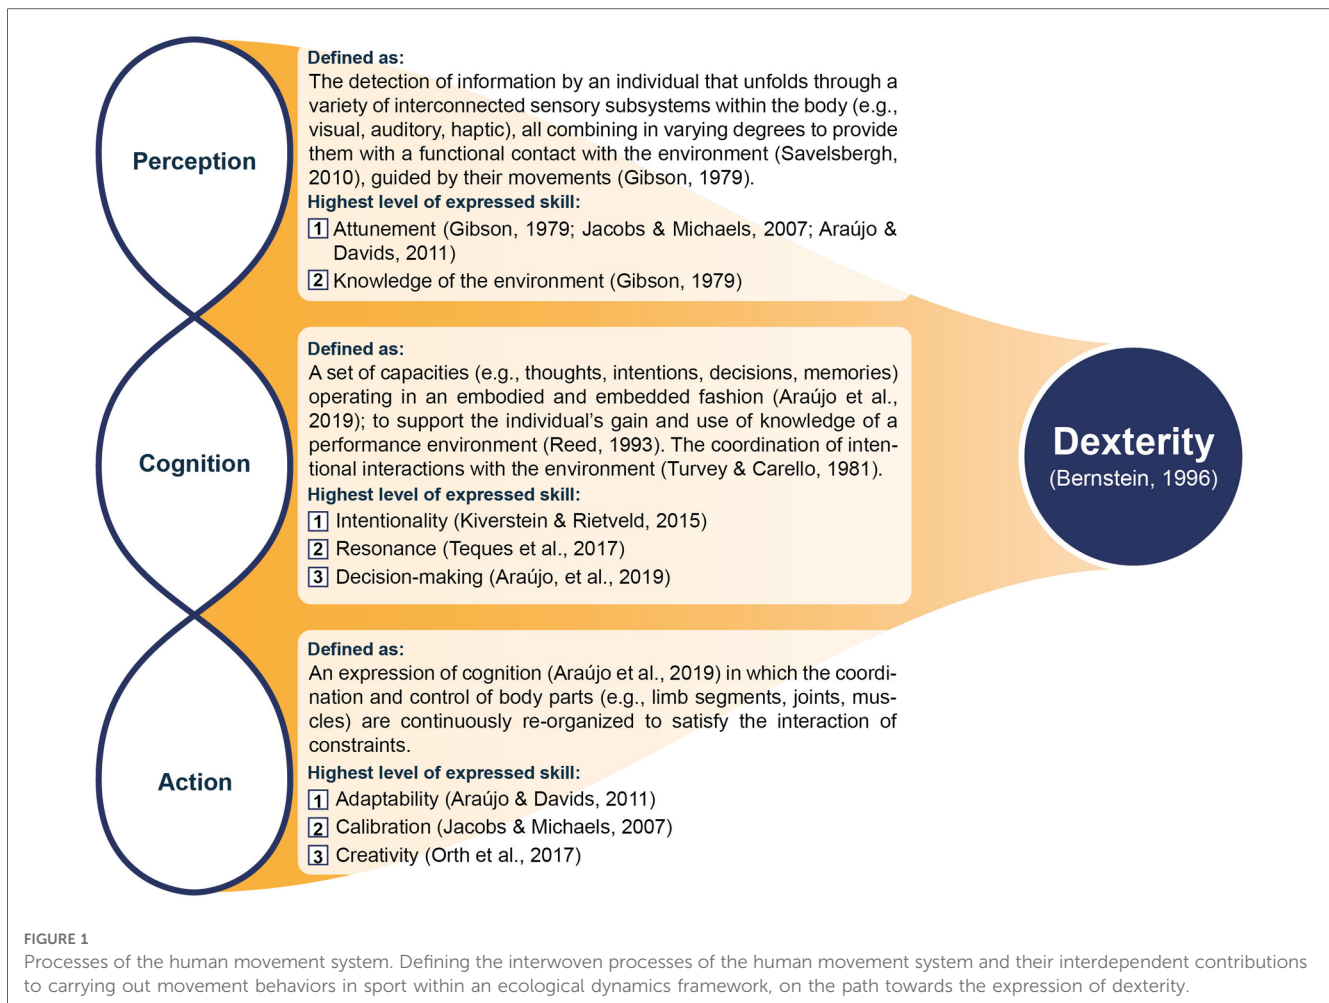 Perception
Defined as:
The detection of information by an individual that unfolds through a
variety of interconnected sensory subsystems within the body (e.g.,
visual, auditory, haptic), all combining in varying degrees to provide
them with a functional contact with the environment (Savelsbergh,
2010), guided by their movements (Gibson, 1979).
Highest level of expressed skill:
1 Attunement (Gibson, 1979; Jacobs & Michaels, 2007; Araújo &
Davids, 2011)
2 Knowledge of the environment (Gibson, 1979)
Cognition
Defined as:
A set of capacities (e.g., thoughts, intentions, decisions, memories)
operating in an embodied and embedded fashion (Araújo et al.,
2019); to support the individual's gain and use of knowledge of a
performance environment (Reed, 1993). The coordination of inten-
tional interactions with the environment (Turvey & Carello, 1981).
Highest level of expressed skill:
1 Intentionality (Kiverstein & Rietveld, 2015)
2 Resonance (Teques et al., 2017)
3 Decision-making (Araújo, et al., 2019)
Action
Defined as:
An expression of cognition (Araújo et al., 2019) in which the coordi-
nation and control of body parts (e.g., limb segments, joints, mus-
cles) are continuously re-organized to satisfy the interaction of
constraints.
Highest level of expressed skill:
1 Adaptability (Araújo & Davids, 2011)
2 Calibration (Jacobs & Michaels, 2007)
3 Creativity (Orth et al., 2017)
Dexterity
(Bernstein, 1996)
FIGURE 1
Processes of the human movement system. Defining the interwoven processes of the human movement system and their interdependent contributions
to carrying out movement behaviors in sport within an ecological dynamics framework, on the path towards the expression of dexterity.